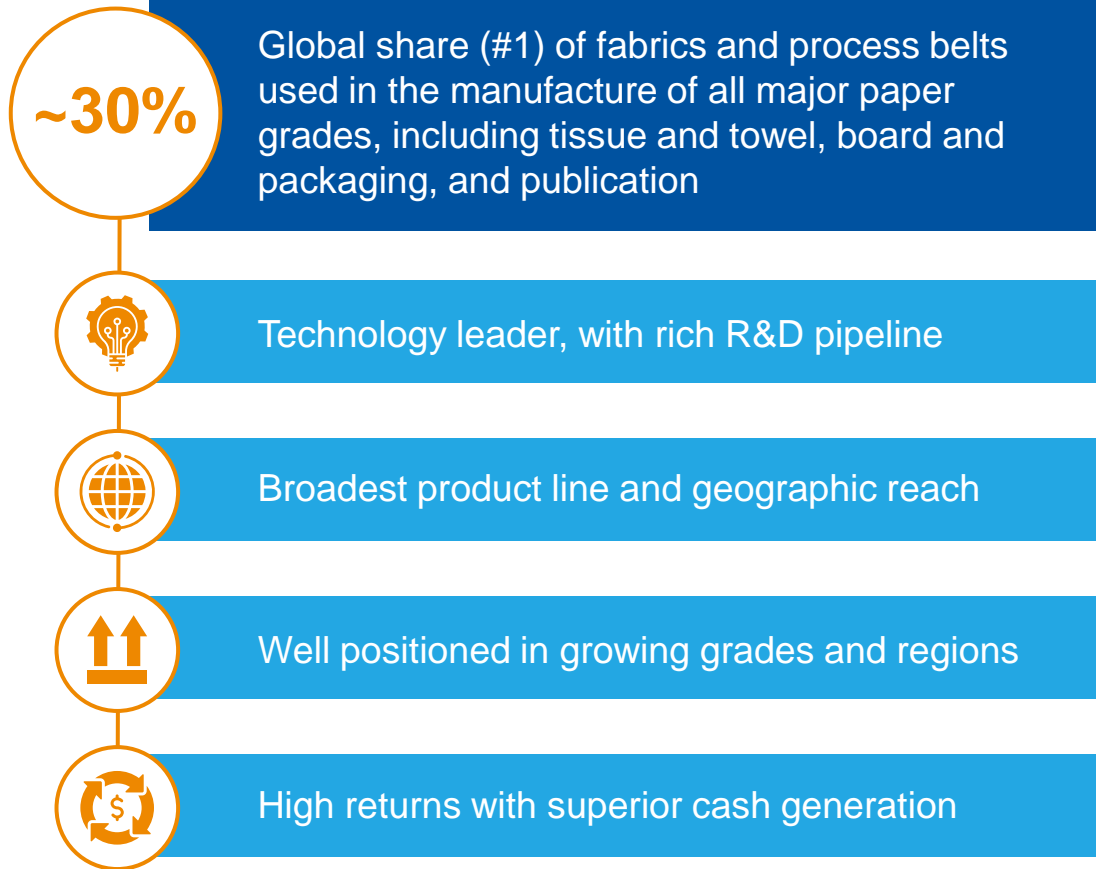 ~30%
Global share (#1) of fabrics and process belts
used in the manufacture of all major paper
grades, including tissue and towel, board and
packaging, and publication
Technology leader, with rich R&D pipeline
Broadest product line and geographic reach
Well positioned in growing grades and regions
$
High returns with superior cash generation